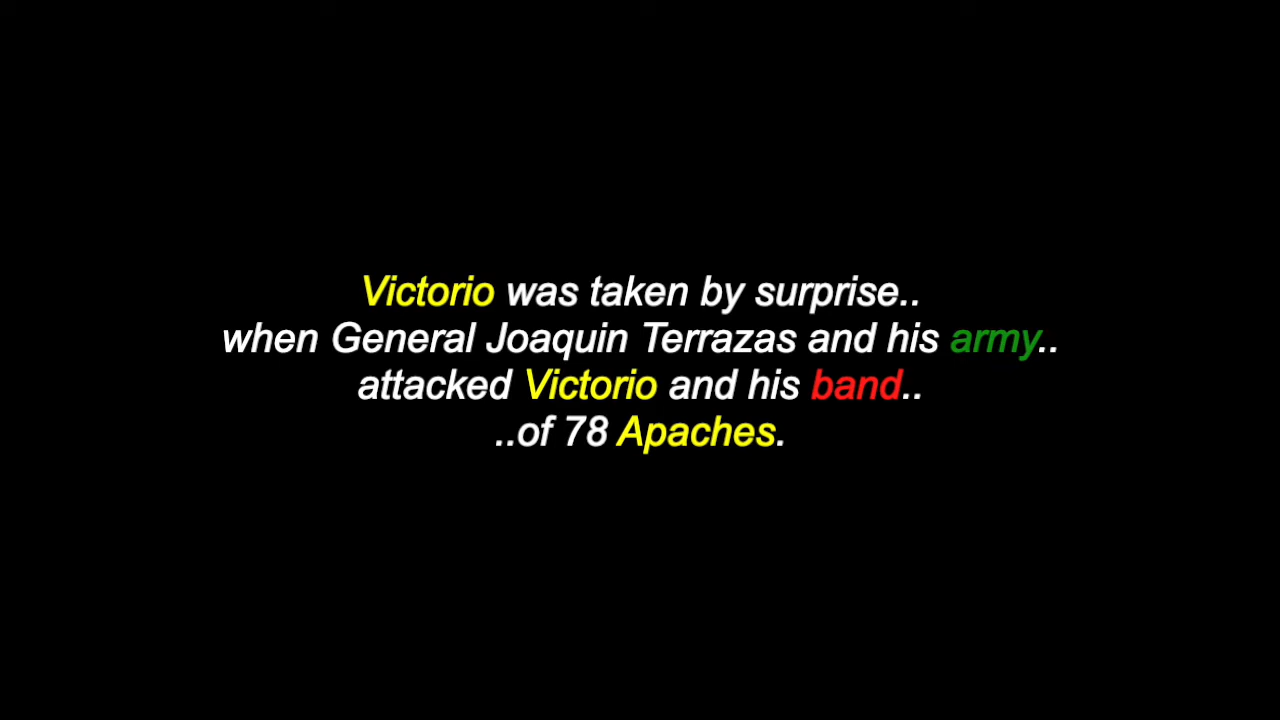 Victorio was taken by surprise..
when General Joaquin Terrazas and his army..
attacked Victorio and his band..
..of 78 Apaches.